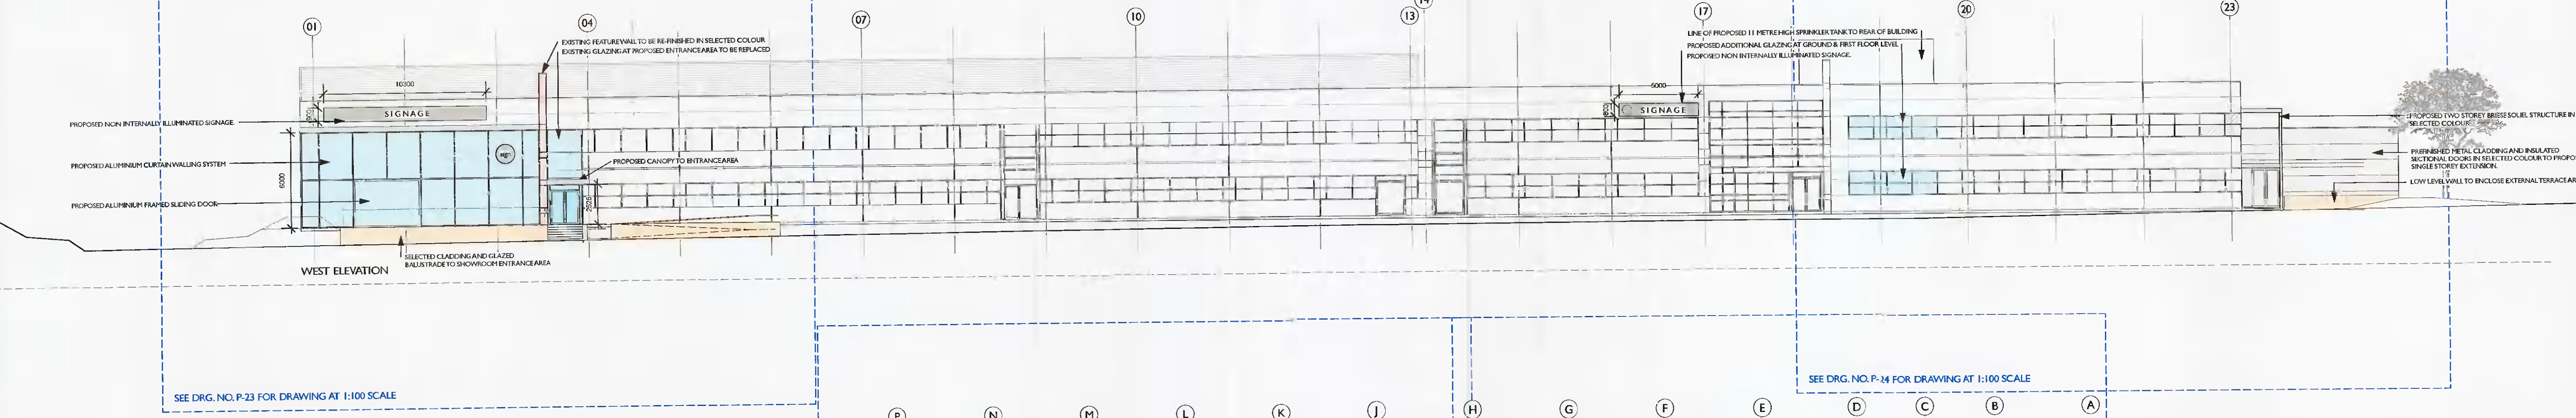 01
04
07
10
13
14
17
20
23
EXISTING FEATURE WALL TO BE RE-FINISHED IN SELECTED COLOUR
EXISTING GLAZING AT PROPOSED ENTRANCE AREA TO BE REPLACED
LINE OF PROPOSED 11 METRE HIGH SPRINKLER TANK TO REAR OF BUILDING
PROPOSED ADDITIONAL GLAZING AT GROUND & FIRST FLOOR LEVEL
PROPOSED NON INTERNALLY ILLUMINATED SIGNAGE.
10300
SIGNAGE
5000
SIGNAGE
PROPOSED NON INTERNALLY ILLUMINATED SIGNAGE.
PROPOSED ALUMINIUM CURTAIN WALLING SYSTEM
6000
PROPOSED ALUMINIUM FRAMED SLIDING DOOR
PROPOSED CANOPY TO ENTRANCE AREA
PROPOSED TWO STOREY BRIESE SOLIEL STRUCTURE IN
SELECTED COLOUR
PREFINISHED METAL CLADDING AND INSULATED
SECTIONAL DOORS IN SELECTED COLOUR TO PROPO
SINGLE STOREY EXTENSION.
LOW LEVEL WALL TO ENCLOSE EXTERNAL TERRACE AR
SELECTED CLADDING AND GLAZED
BALUSTRADE TO SHOWROOM ENTRANCE AREA
WEST ELEVATION
SEE DRG. NO. P-23 FOR DRAWING AT 1:100 SCALE
SEE DRG. NO. P-24 FOR DRAWING AT 1:100 SCALE
P
N
M
L
K
J
H
G
F
E
D
C
B
A